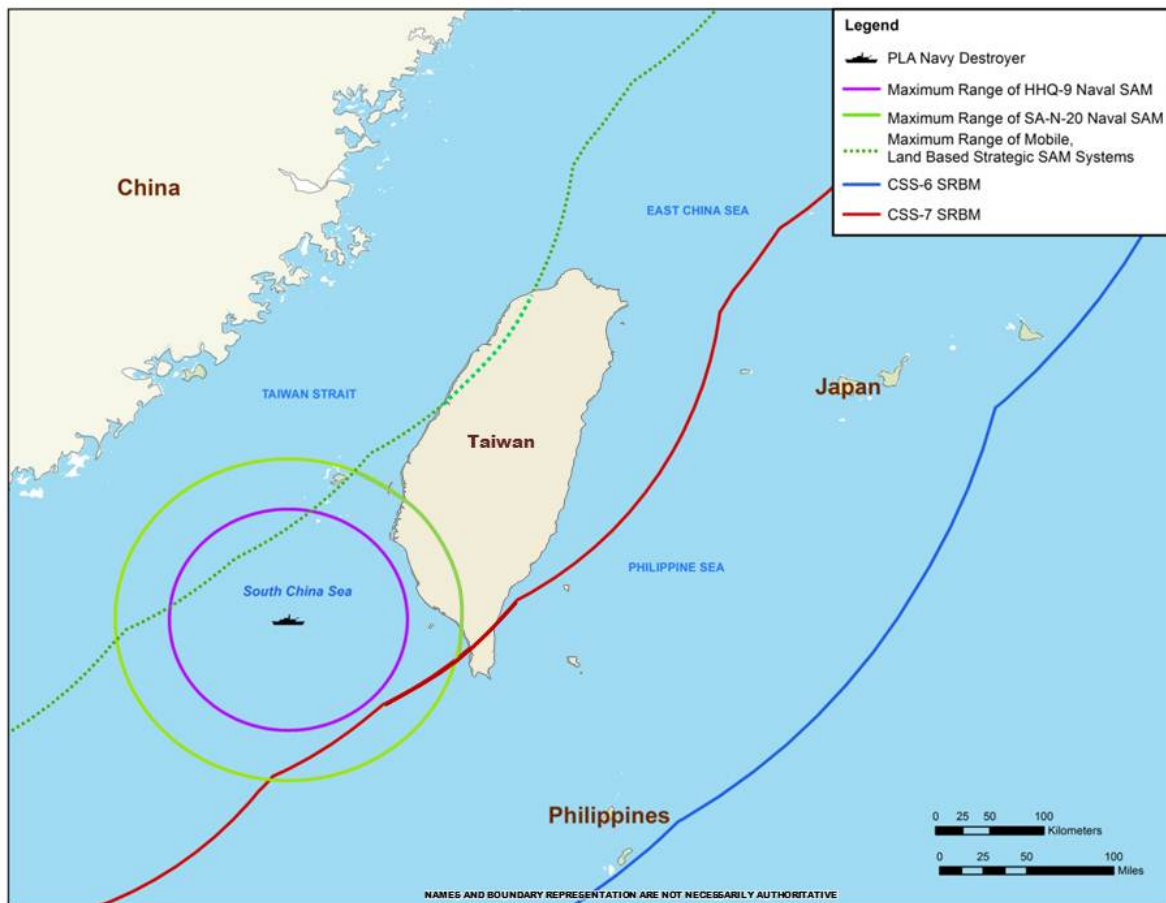 Legend
PLA Navy Destroyer
Maximum Range of HHQ-9 Naval SAM
Maximum Range of SA-N-20 Naval SAM
Maximum Range of Mobile,
Land Based Strategic SAM Systems
CSS-6 SRBM
CSS-7 SRBM
China
EAST CHINA SEA
TAIWAN STRAIT
Japan
Taiwan
PHILIPPINE SEA
South China Sea
Philippines
0 25 50 100
Kilometers
0 25 50 100
Miles
NAMES AND BOUNDARY REPRESENTATION ARE NOT NECESSARILY AUTHORITATIVE